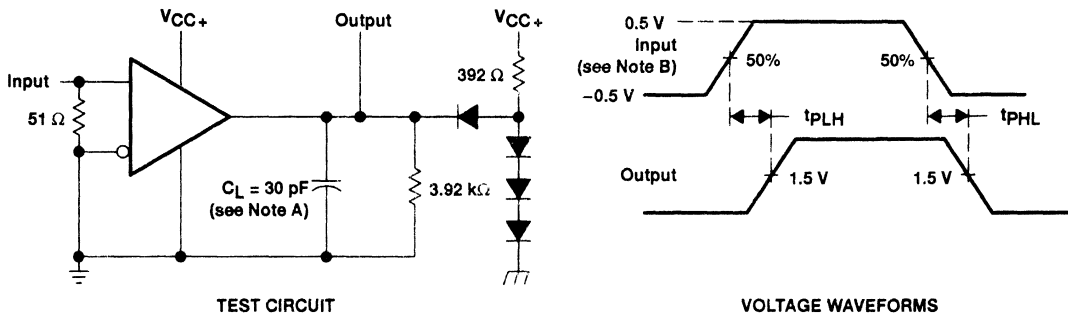 VCC+
Output
VCC+
Input
51 Ω
392 Ω
CL = 30 pF
(see Note A)
3.92 kΩ
TEST CIRCUIT
0.5 V
Input
(see Note B)
−0.5 V
50%
50%
tPLH
tPHL
Output
1.5 V
1.5 V
VOLTAGE WAVEFORMS